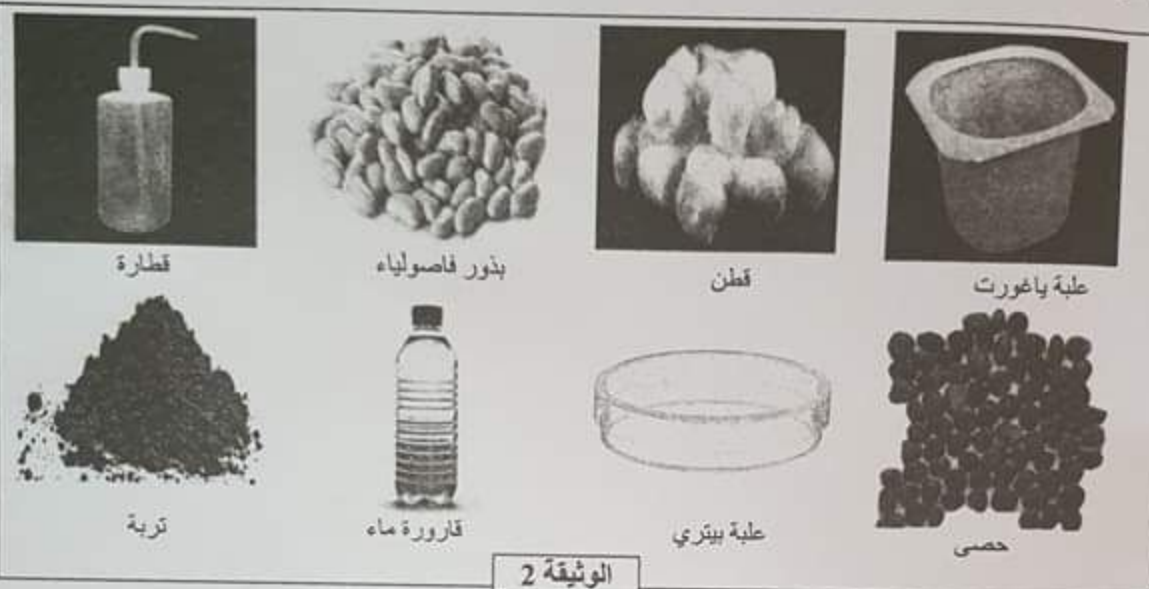 علبة ياغورت
قطن
بذور فاصولياء
قطارة
حصى
علبة بيتري
قارورة ماء
تربة
الوثيقة 2